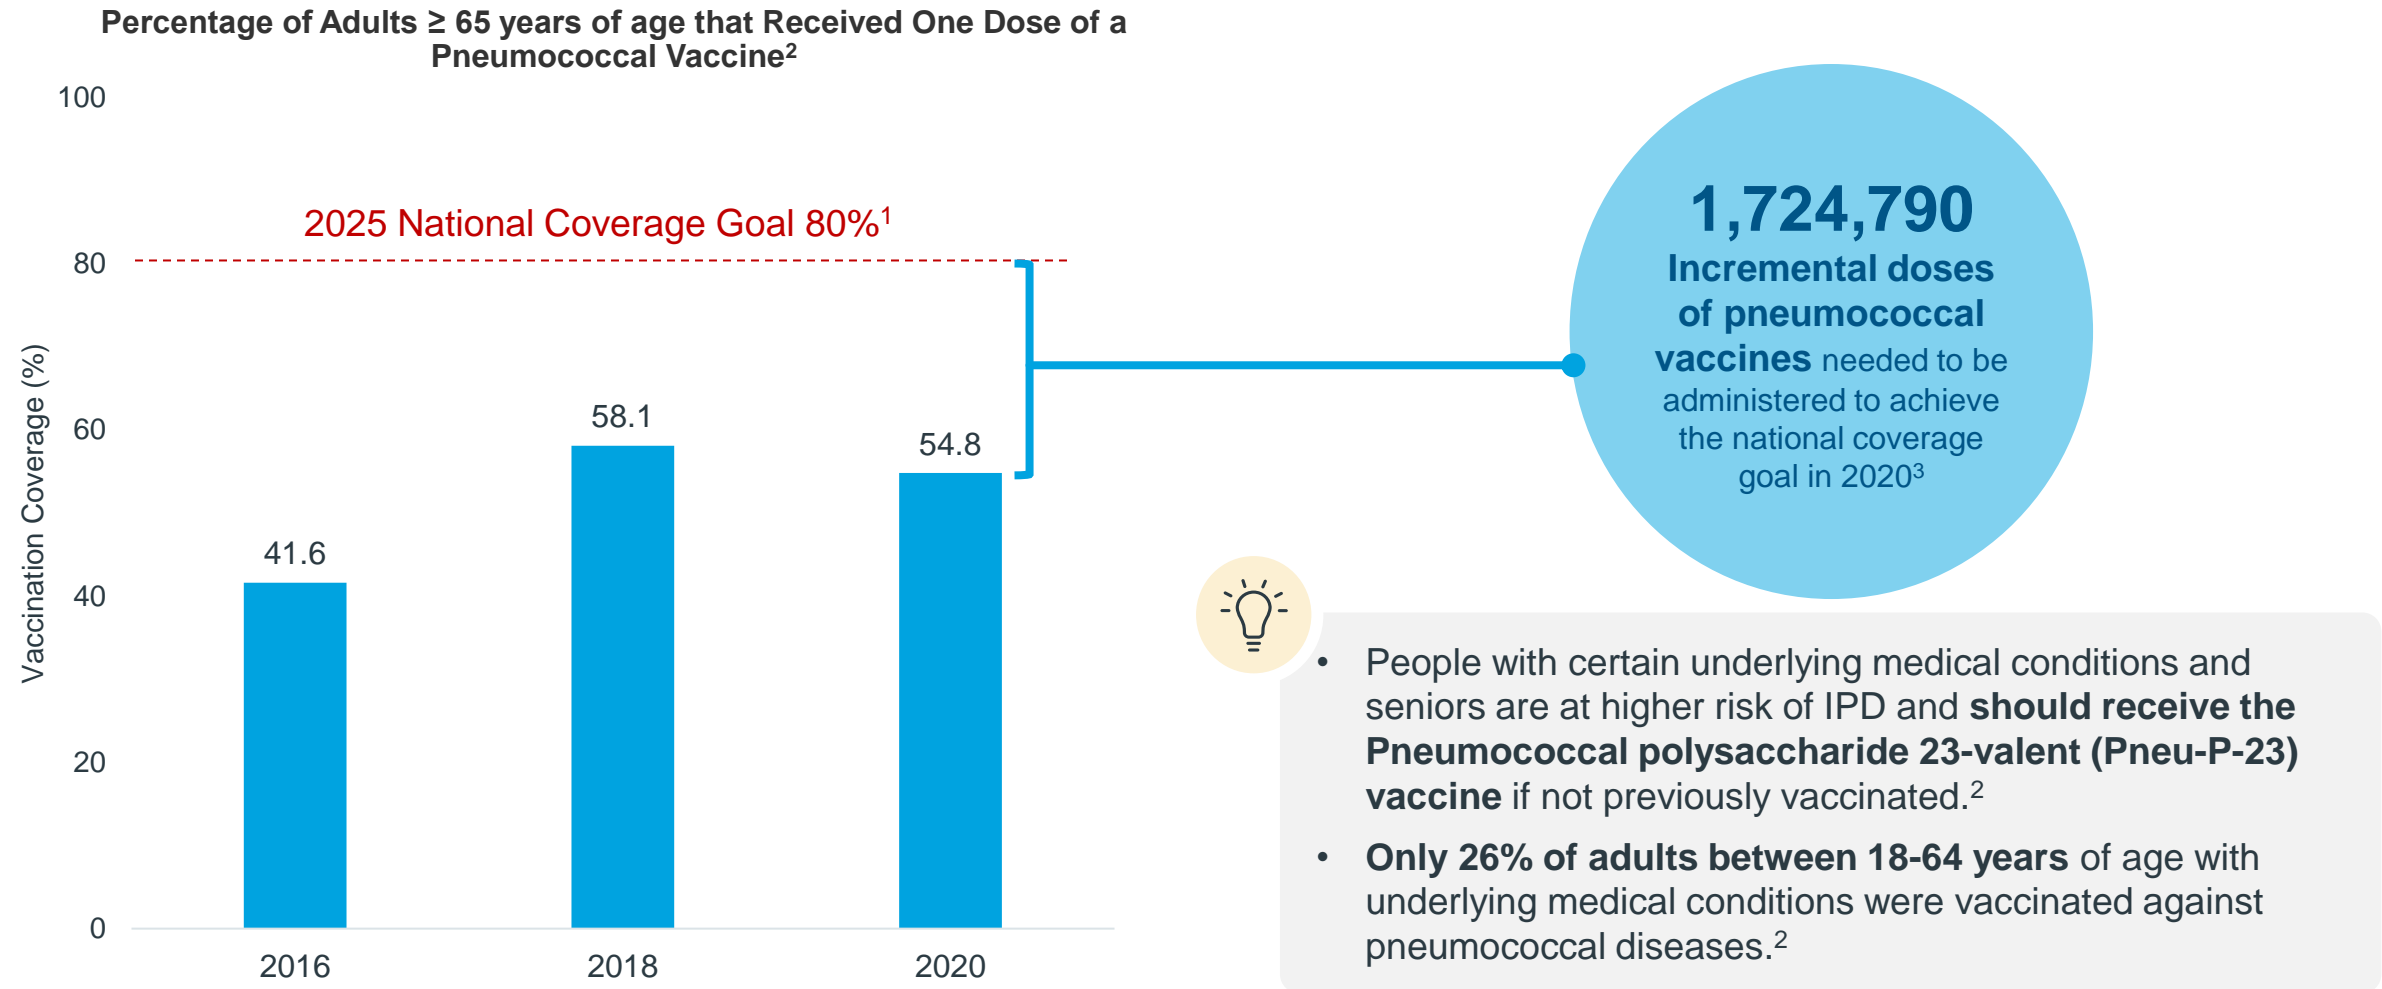 Percentage of Adults ≥ 65 years of age that Received One Dose of a
Pneumococcal Vaccine²
100
80
60
40
20
0
Vaccination Coverage (%)
2025 National Coverage Goal 80%¹
41.6
58.1
54.8
2016
2018
2020
1,724,790
Incremental doses
of pneumococcal
vaccines needed to be
administered to achieve
the national coverage
goal in 2020³
• People with certain underlying medical conditions and
seniors are at higher risk of IPD and should receive the
Pneumococcal polysaccharide 23-valent (Pneu-P-23)
vaccine if not previously vaccinated.²
• Only 26% of adults between 18-64 years of age with
underlying medical conditions were vaccinated against
pneumococcal diseases.²